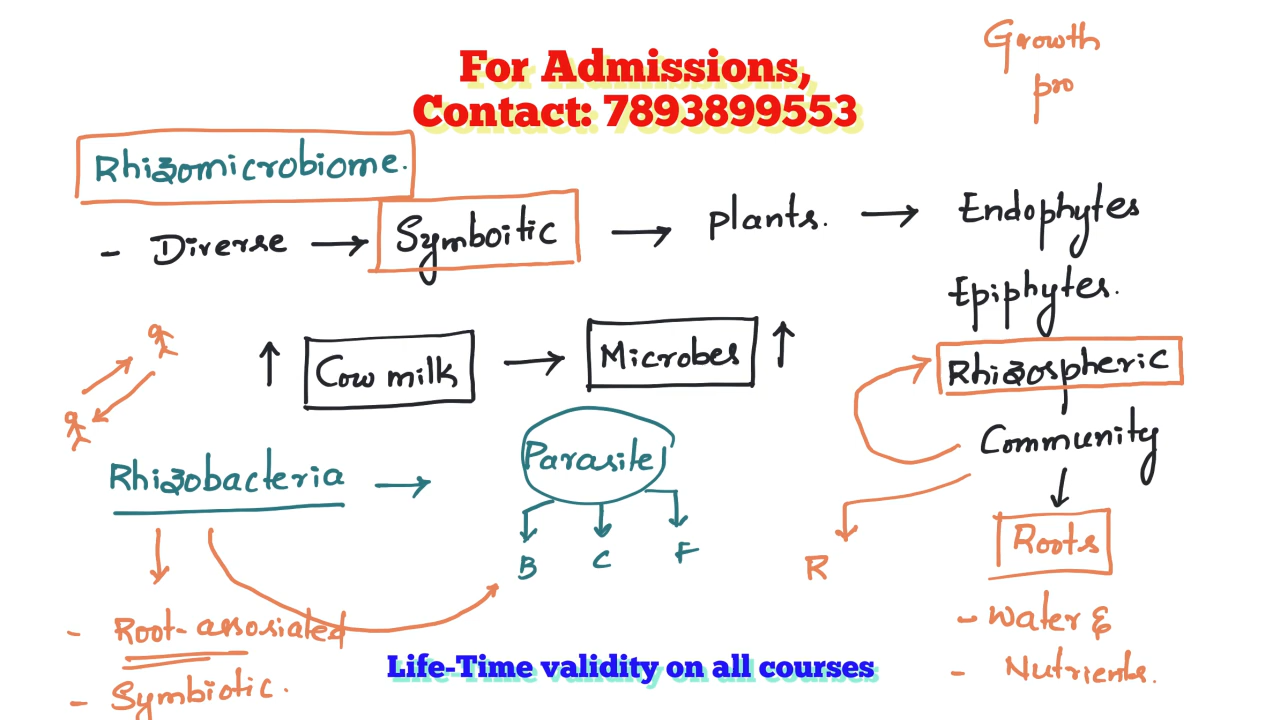 Growth
pro
For Admissions,
Contact: 7893899553
Rhizomicrobiome.
- Diverse → Symboitic → plants. → Endophytes
Epiphytes.
↑ Cow milk → Microbes ↑
Rhizospheric
Community
Rhizobacteria → Parasite
B C F
R
Roots
- Root-assosiated
- Symbiotic.
- Water &
- Nutrients.
Life-Time validity on all courses